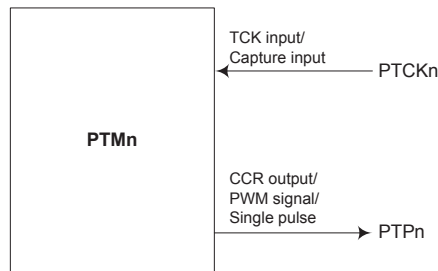 TCK input/
Capture input
PTCKn
PTMn
CCR output/
PWM signal/
Single pulse
PTPn